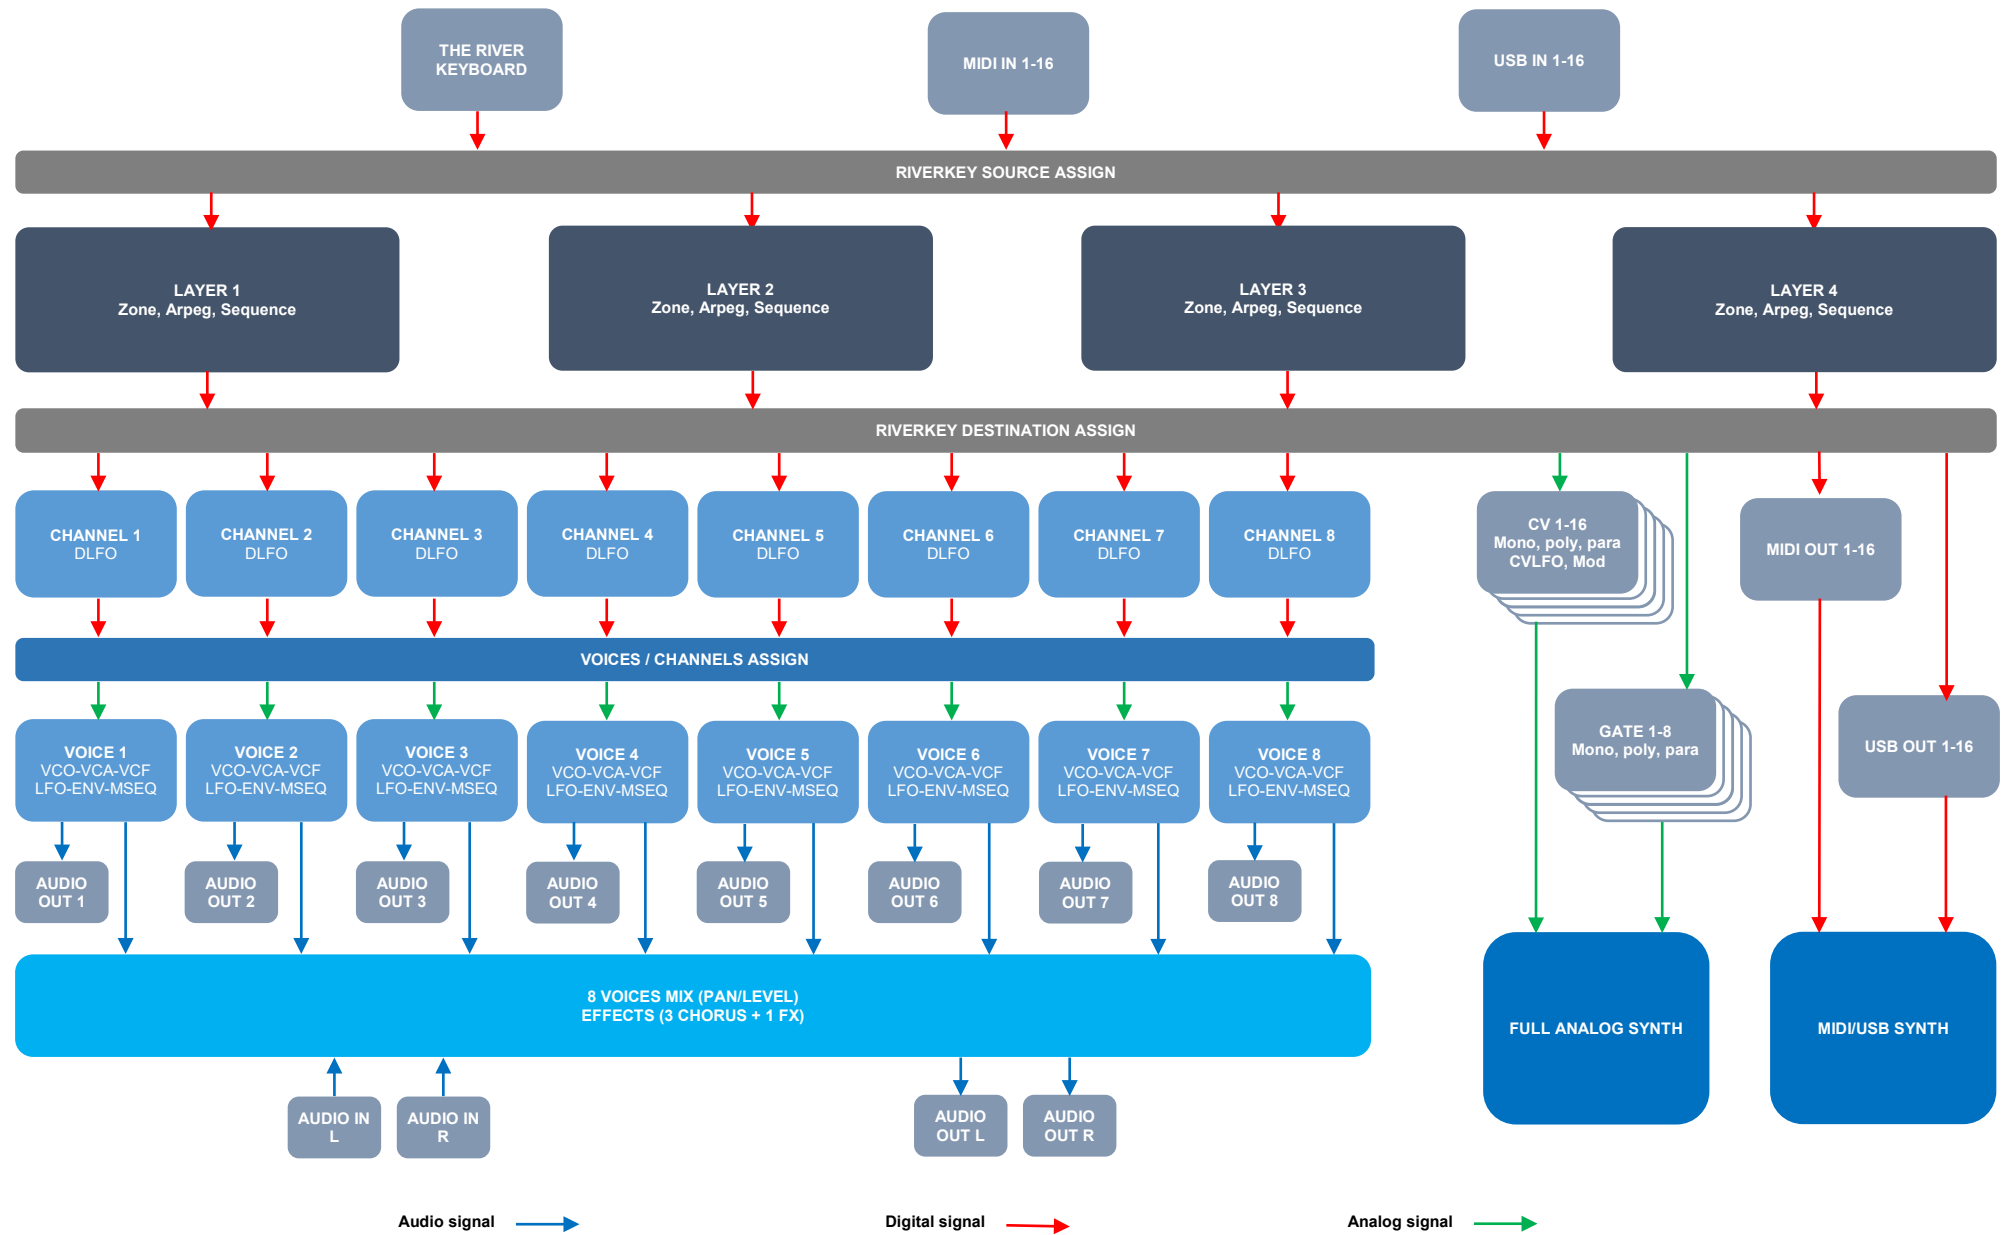 THE RIVER
KEYBOARD
MIDI IN 1-16
USB IN 1-16
RIVERKEY SOURCE ASSIGN
LAYER 1
Zone, Arpeg, Sequence
LAYER 2
Zone, Arpeg, Sequence
LAYER 3
Zone, Arpeg, Sequence
LAYER 4
Zone, Arpeg, Sequence
RIVERKEY DESTINATION ASSIGN
CHANNEL 1
DLFO
CHANNEL 2
DLFO
CHANNEL 3
DLFO
CHANNEL 4
DLFO
CHANNEL 5
DLFO
CHANNEL 6
DLFO
CHANNEL 7
DLFO
CHANNEL 8
DLFO
CV 1-16
Mono, poly, para
CVLFO, Mod
MIDI OUT 1-16
VOICES / CHANNELS ASSIGN
VOICE 1
VCO-VCA-VCF
LFO-ENV-MSEQ
VOICE 2
VCO-VCA-VCF
LFO-ENV-MSEQ
VOICE 3
VCO-VCA-VCF
LFO-ENV-MSEQ
VOICE 4
VCO-VCA-VCF
LFO-ENV-MSEQ
VOICE 5
VCO-VCA-VCF
LFO-ENV-MSEQ
VOICE 6
VCO-VCA-VCF
LFO-ENV-MSEQ
VOICE 7
VCO-VCA-VCF
LFO-ENV-MSEQ
VOICE 8
VCO-VCA-VCF
LFO-ENV-MSEQ
GATE 1-8
Mono, poly, para
USB OUT 1-16
AUDIO
OUT 1
AUDIO
OUT 2
AUDIO
OUT 3
AUDIO
OUT 4
AUDIO
OUT 5
AUDIO
OUT 6
AUDIO
OUT 7
AUDIO
OUT 8
8 VOICES MIX (PAN/LEVEL)
EFFECTS (3 CHORUS + 1 FX)
FULL ANALOG SYNTH
MIDI/USB SYNTH
AUDIO IN
L
AUDIO IN
R
AUDIO
OUT L
AUDIO
OUT R
Audio signal
Digital signal
Analog signal